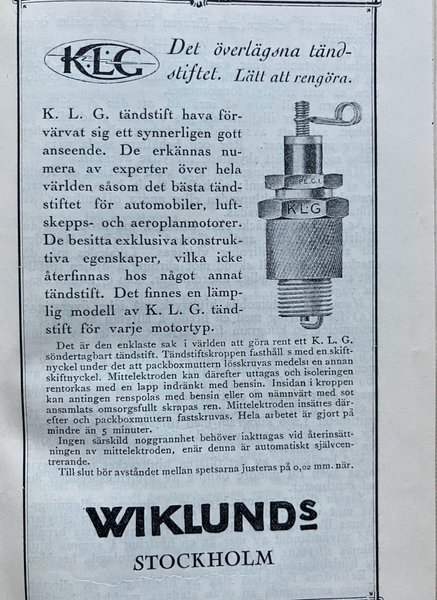 KLG
Det överlägsna tänd-
stiftet. Lätt att rengöra.
K. L. G. tändstift hava för-
värvat sig ett synnerligen gott
anseende. De erkännas nu-
mera av experter över hela
världen såsom det bästa tänd-
stiftet för automobiler, luft-
skepps- och aeroplanmotorer.
De besitta exklusiva konstruk-
tiva egenskaper, vilka icke
återfinnas hos något annat
tändstift. Det finnes en lämp-
lig modell av K. L. G. tänd-
stift för varje motortyp.
KLG
Det är den enklaste sak i världen att göra rent ett K. L. G.
söndertagbart tändstift. Tändstiftskroppen fasthåll s med en skift-
nyckel under det att packboxmuttern losskruvas medelst en annan
skiftnyckel. Mittelektroden kan därefter uttagas och isoleringen
rentorkas med en lapp indränkt med bensin. Insidan i kroppen
kan antingen renspolas med bensin eller om nämnvärt med sot
ansamlats omsorgsfullt skrapas ren. Mittelektroden insättes där-
efter och packboxmuttern fastskruvas. Hela arbetet är gjort på
mindre än 5 minuter.
Ingen särskild noggrannhet behöver iakttagas vid återinsätt-
ningen av mittelektroden, enär denna är automatiskt självcen-
trerande.
Till slut bör avståndet mellan spetsarna justeras på 0,02 mm. när.
WIKLUNDS
STOCKHOLM